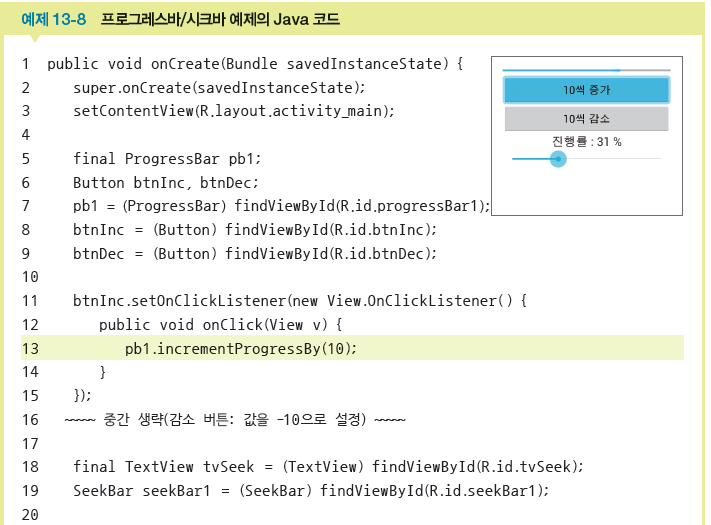 예제 13-8 프로그레스바/시크바 예제의 Java 코드
1 public void onCreate(Bundle savedInstanceState) {
2 super.onCreate(savedInstanceState);
3 setContentView(R.layout.activity_main);
4
5 final ProgressBar pb1;
6 Button btnInc, btnDec;
7 pb1 = (ProgressBar) findViewById(R.id.progressBar1);
8 btnInc = (Button) findViewById(R.id.btnInc);
9 btnDec = (Button) findViewById(R.id.btnDec);
10
11 btnInc.setOnClickListener(new View.OnClickListener() {
12 public void onClick(View v) {
13 pb1.incrementProgressBy(10);
14 }
15 });
16 ~~~~ 중간 생략(감소 버튼: 값을 -10으로 설정) ~~~~
17
18 final TextView tvSeek = (TextView) findViewById(R.id.tvSeek);
19 SeekBar seekBar1 = (SeekBar) findViewById(R.id.seekBar1);
20
10씩 증가
10씩 감소
진행률 : 31 %